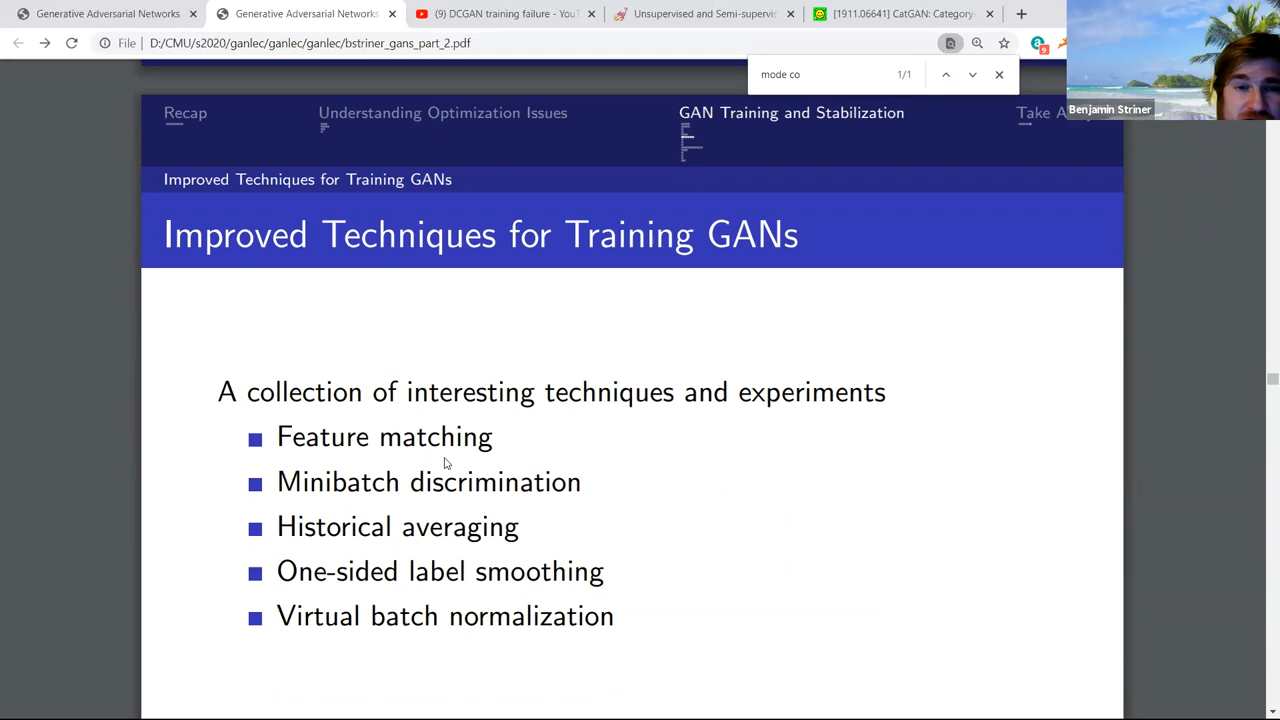 Generative Adversarial Networks
Generative Adversarial Networks
(9) DCGAN training failure - YouT
Unsupervised and Semi-supervis
[1911.06641] CatGAN: Category-
File
D:/CMU/s2020/ganlec/ganlec/ganlec/bstriner_gans_part_2.pdf
9
mode co
1/1
Benjamin Striner
Recap
Understanding Optimization Issues
GAN Training and Stabilization
Take A
Improved Techniques for Training GANs
Improved Techniques for Training GANs
A collection of interesting techniques and experiments
Feature matching
Minibatch discrimination
Historical averaging
One-sided label smoothing
Virtual batch normalization